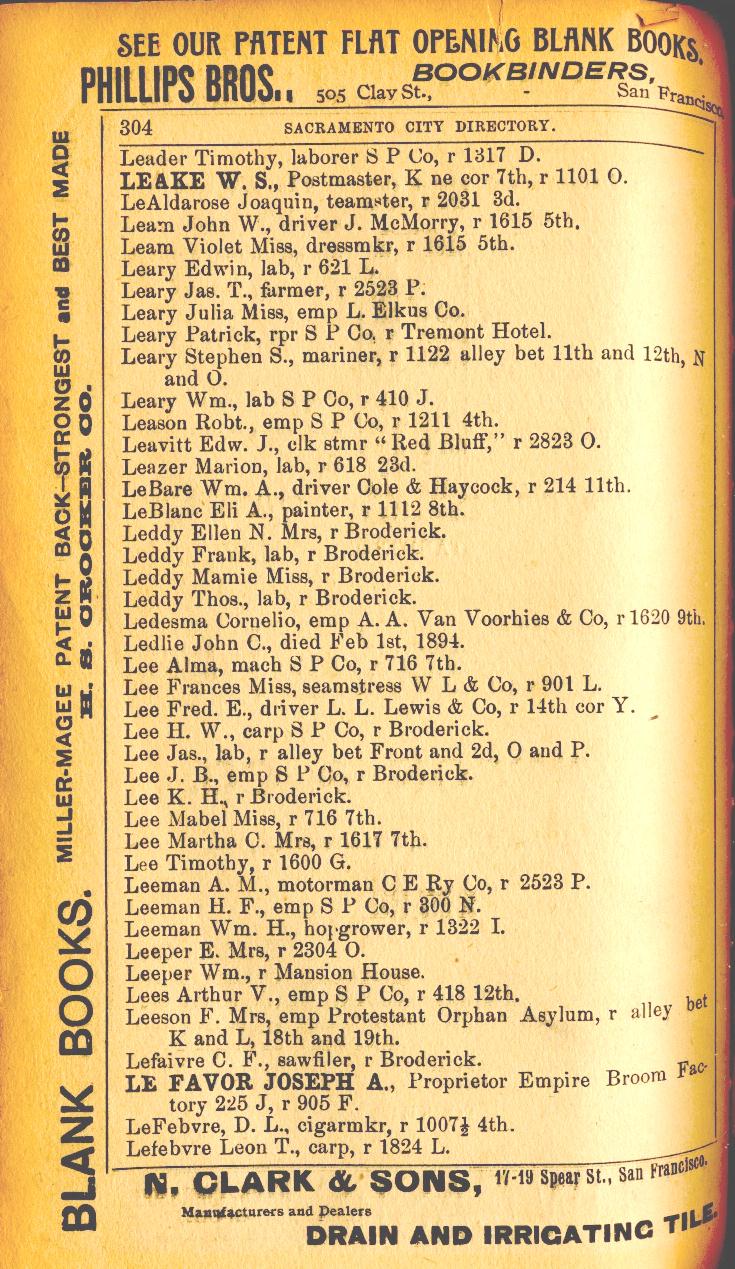 SEE OUR PATENT FLAT OPENING BLANK BOOKS.
PHILLIPS BROS., 505 Clay St., BOOKBINDERS, - San Francisco.
304 SACRAMENTO CITY DIRECTORY.
Leader Timothy, laborer S P Co, r 1317 D.
LEAKE W. S., Postmaster, K ne cor 7th, r 1101 O.
LeAldarose Joaquin, teamster, r 2031 3d.
Leam John W., driver J. McMorry, r 1615 5th.
Leam Violet Miss, dressmkr, r 1615 5th.
Leary Edwin, lab, r 621 L.
Leary Jas. T., farmer, r 2523 P.
Leary Julia Miss, emp L. Elkus Co.
Leary Patrick, rpr S P Co, r Tremont Hotel.
Leary Stephen S., mariner, r 1122 alley bet 11th and 12th, N
and O.
Leary Wm., lab S P Co, r 410 J.
Leason Robt., emp S P Co, r 1211 4th.
Leavitt Edw. J., clk stmr "Red Bluff," r 2823 O.
Leazer Marion, lab, r 618 23d.
LeBare Wm. A., driver Cole & Haycock, r 214 11th.
LeBlanc Eli A., painter, r 1112 8th.
Leddy Ellen N. Mrs, r Broderick.
Leddy Frank, lab, r Broderick.
Leddy Mamie Miss, r Broderick.
Leddy Thos., lab, r Broderick.
Ledesma Cornelio, emp A. A. Van Voorhies & Co, r 1620 9th.
Ledlie John C., died Feb 1st, 1894.
Lee Alma, mach S P Co, r 716 7th.
Lee Frances Miss, seamstress W L & Co, r 901 L.
Lee Fred. E., driver L. L. Lewis & Co, r 14th cor Y.
Lee H. W., carp S P Co, r Broderick.
Lee Jas., lab, r alley bet Front and 2d, O and P.
Lee J. B., emp S P Co, r Broderick.
Lee K. H., r Broderick.
Lee Mabel Miss, r 716 7th.
Lee Martha C. Mrs, r 1617 7th.
Lee Timothy, r 1600 G.
Leeman A. M., motorman C E Ry Co, r 2523 P.
Leeman H. F., emp S P Co, r 300 N.
Leeman Wm. H., hopgrower, r 1322 I.
Leeper E. Mrs, r 2304 O.
Leeper Wm., r Mansion House.
Lees Arthur V., emp S P Co, r 418 12th.
Leeson F. Mrs, emp Protestant Orphan Asylum, r alley bet
K and L, 18th and 19th.
Lefaivre C. F., sawfiler, r Broderick.
LE FAVOR JOSEPH A., Proprietor Empire Broom Fac-
tory 225 J, r 905 F.
LeFebvre, D. L., cigarmkr, r 1007½ 4th.
Lefebvre Leon T., carp, r 1824 L.
N. CLARK & SONS, 17-19 Spear St., San Francisco.
Manufacturers and Dealers
DRAIN AND IRRIGATING TILE.
BLANK BOOKS. MILLER-MAGEE PATENT BACK—STRONGEST and BEST MADE
H. S. CROCKER CO.